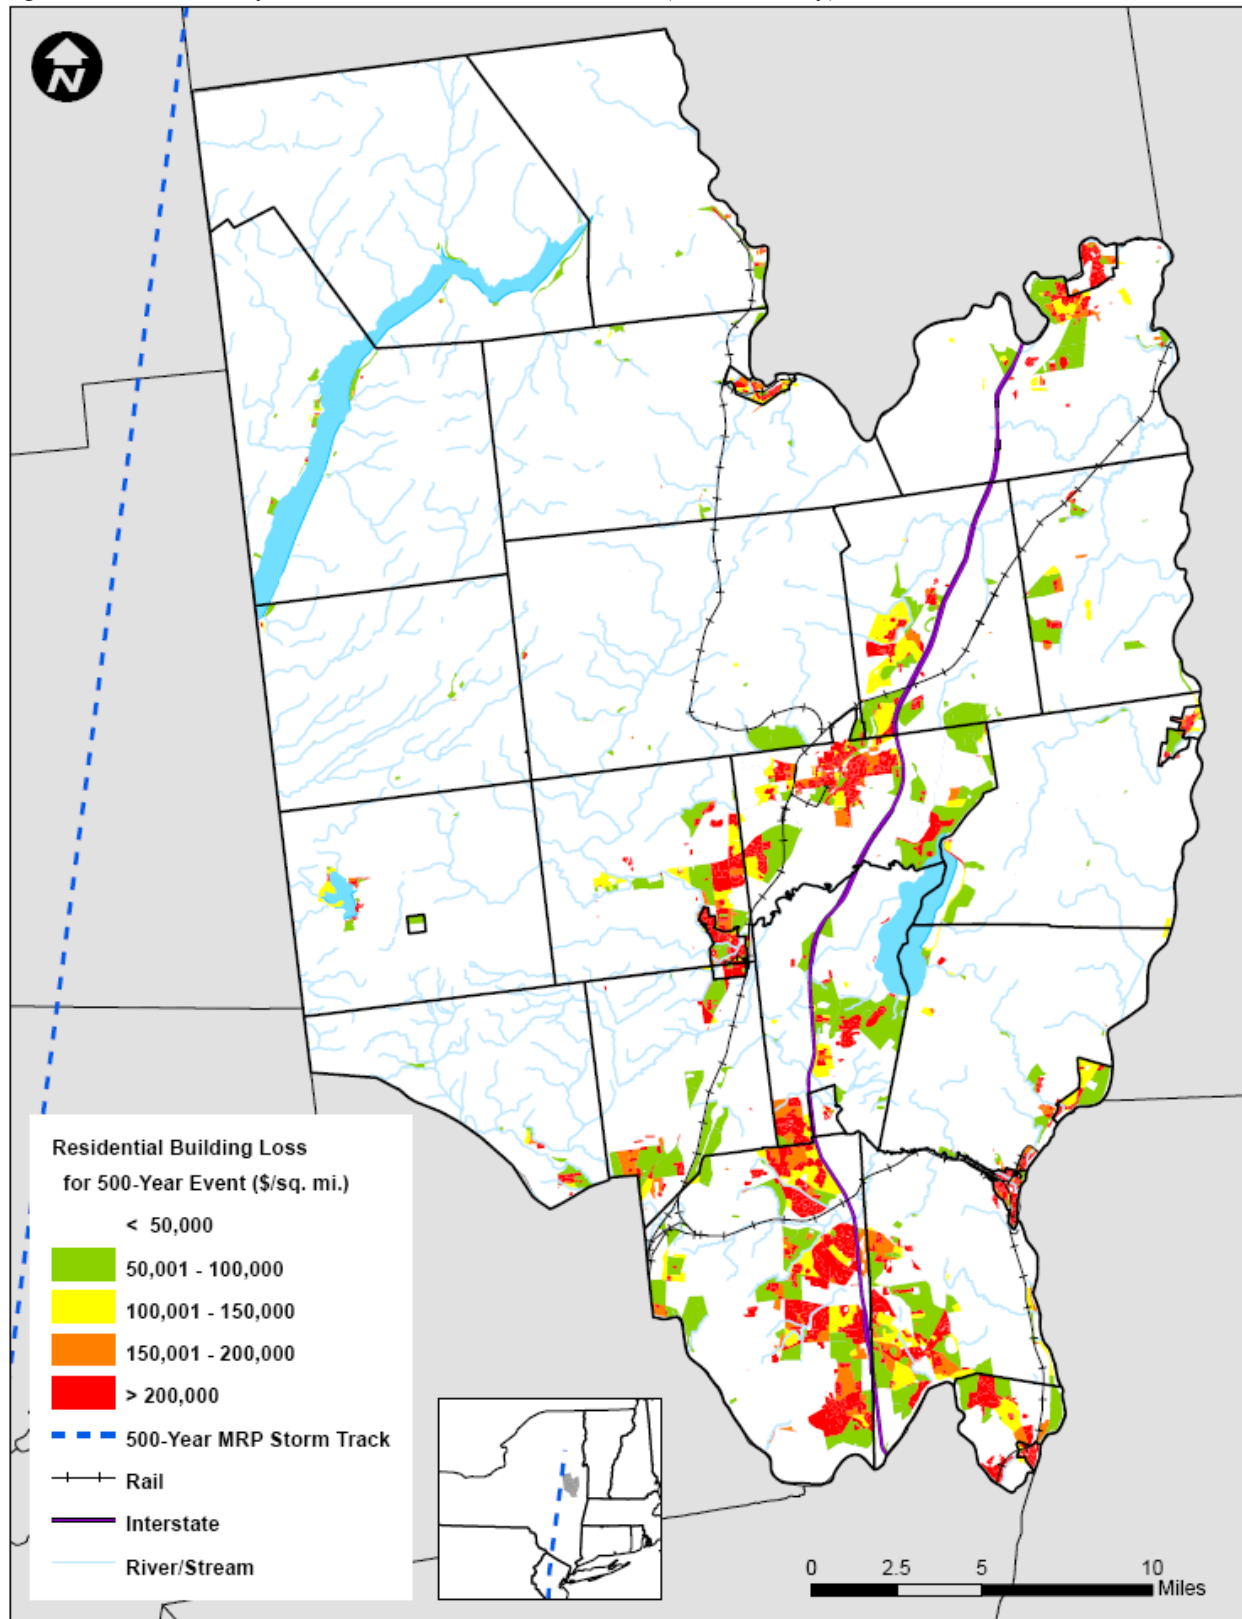 N
Residential Building Loss
for 500-Year Event ($/sq. mi.)
< 50,000
50,001 - 100,000
100,001 - 150,000
150,001 - 200,000
> 200,000
500-Year MRP Storm Track
Rail
Interstate
River/Stream
0 2.5 5 10
Miles